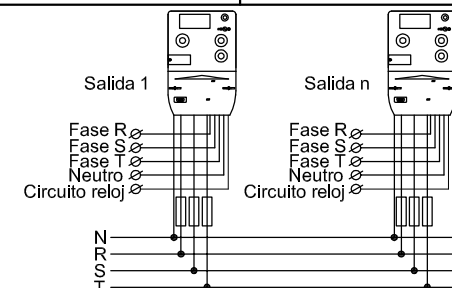 Salida 1
Salida n
Fase R
Fase S
Fase T
Neutro
Circuito reloj
Fase R
Fase S
Fase T
Neutro
Circuito reloj
N
R
S
T